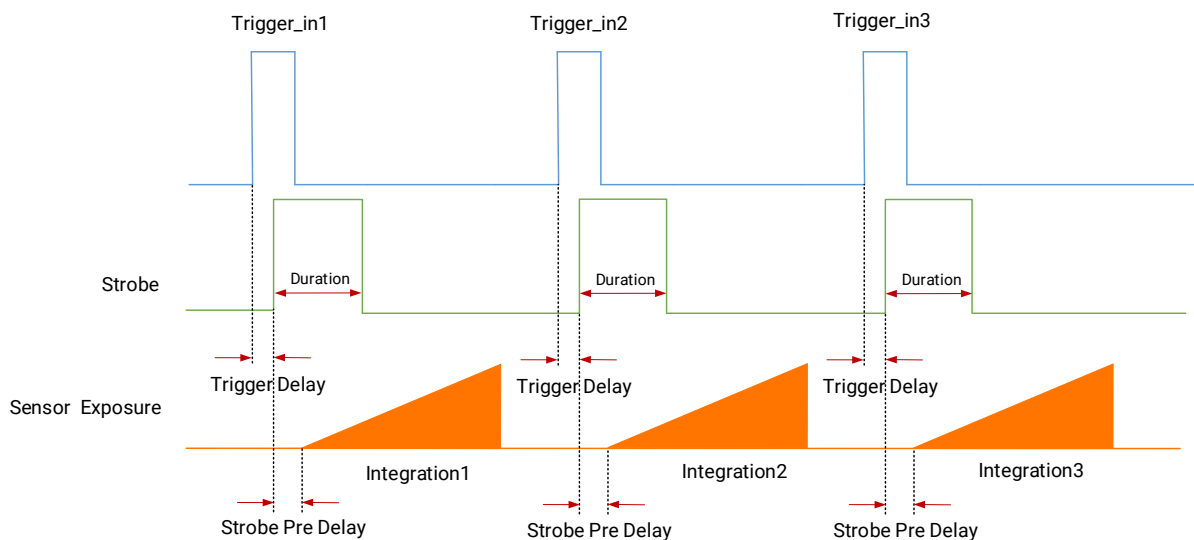 Trigger_in1
Trigger_in2
Trigger_in3
Strobe
Duration
Duration
Duration
Trigger Delay
Trigger Delay
Trigger Delay
Sensor Exposure
Integration1
Integration2
Integration3
Strobe Pre Delay
Strobe Pre Delay
Strobe Pre Delay